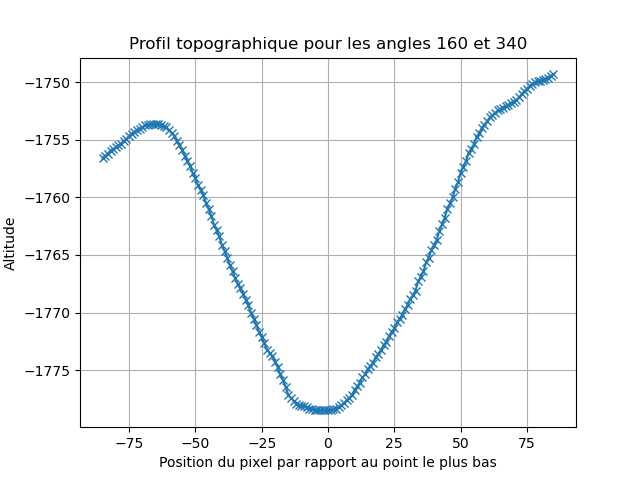 Profil topographique pour les angles 160 et 340
−1750
−1755
−1760
−1765
−1770
−1775
Altitude
−75 −50 −25 0 25 50 75
Position du pixel par rapport au point le plus bas